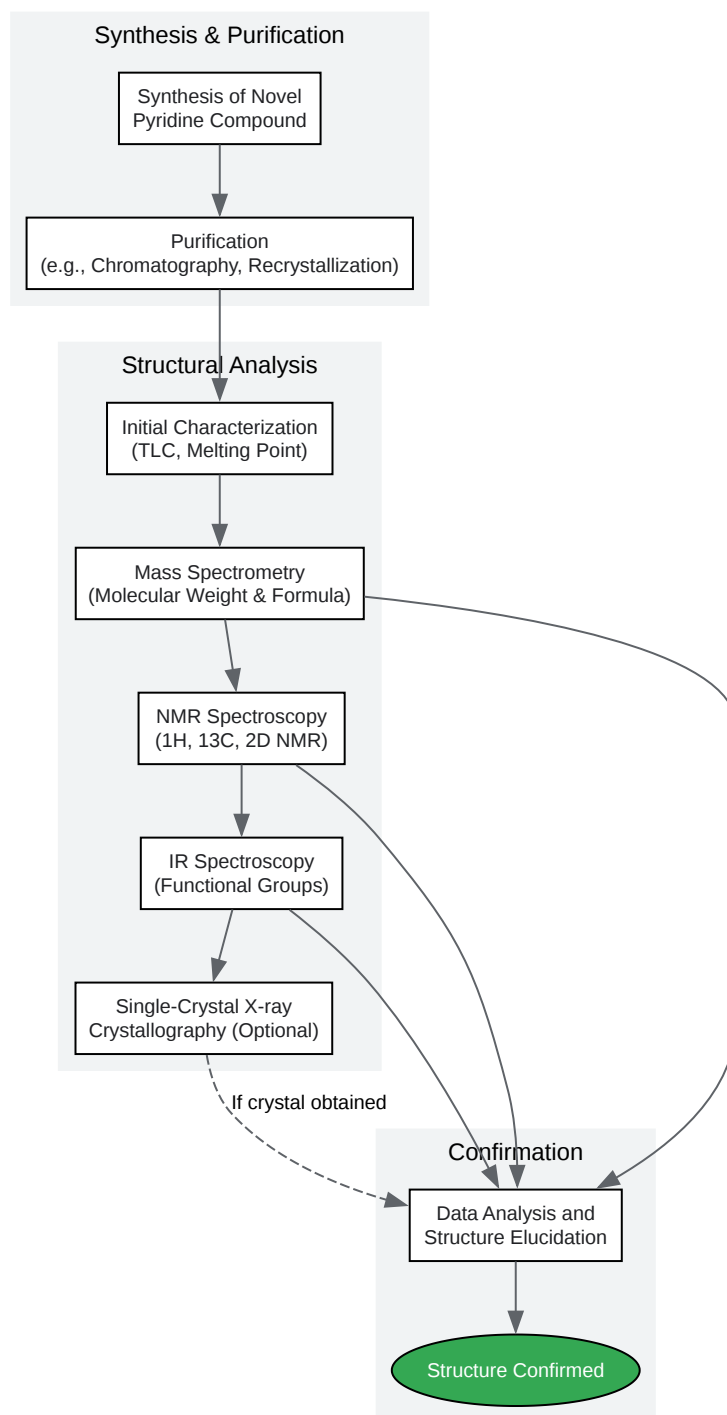 Synthesis & Purification
Synthesis of Novel
Pyridine Compound
Purification
(e.g., Chromatography, Recrystallization)
Structural Analysis
Initial Characterization
(TLC, Melting Point)
Mass Spectrometry
(Molecular Weight & Formula)
NMR Spectroscopy
(1H, 13C, 2D NMR)
IR Spectroscopy
(Functional Groups)
Single-Crystal X-ray
Crystallography (Optional)
If crystal obtained
Confirmation
Data Analysis and
Structure Elucidation
Structure Confirmed